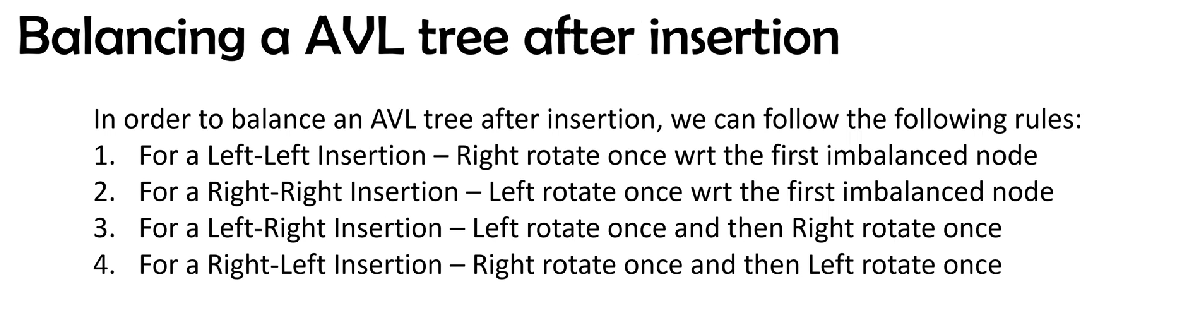 Balancing a AVL tree after insertion
In order to balance an AVL tree after insertion, we can follow the following rules:
1. For a Left-Left Insertion – Right rotate once wrt the first imbalanced node
2. For a Right-Right Insertion – Left rotate once wrt the first imbalanced node
3. For a Left-Right Insertion – Left rotate once and then Right rotate once
4. For a Right-Left Insertion – Right rotate once and then Left rotate once